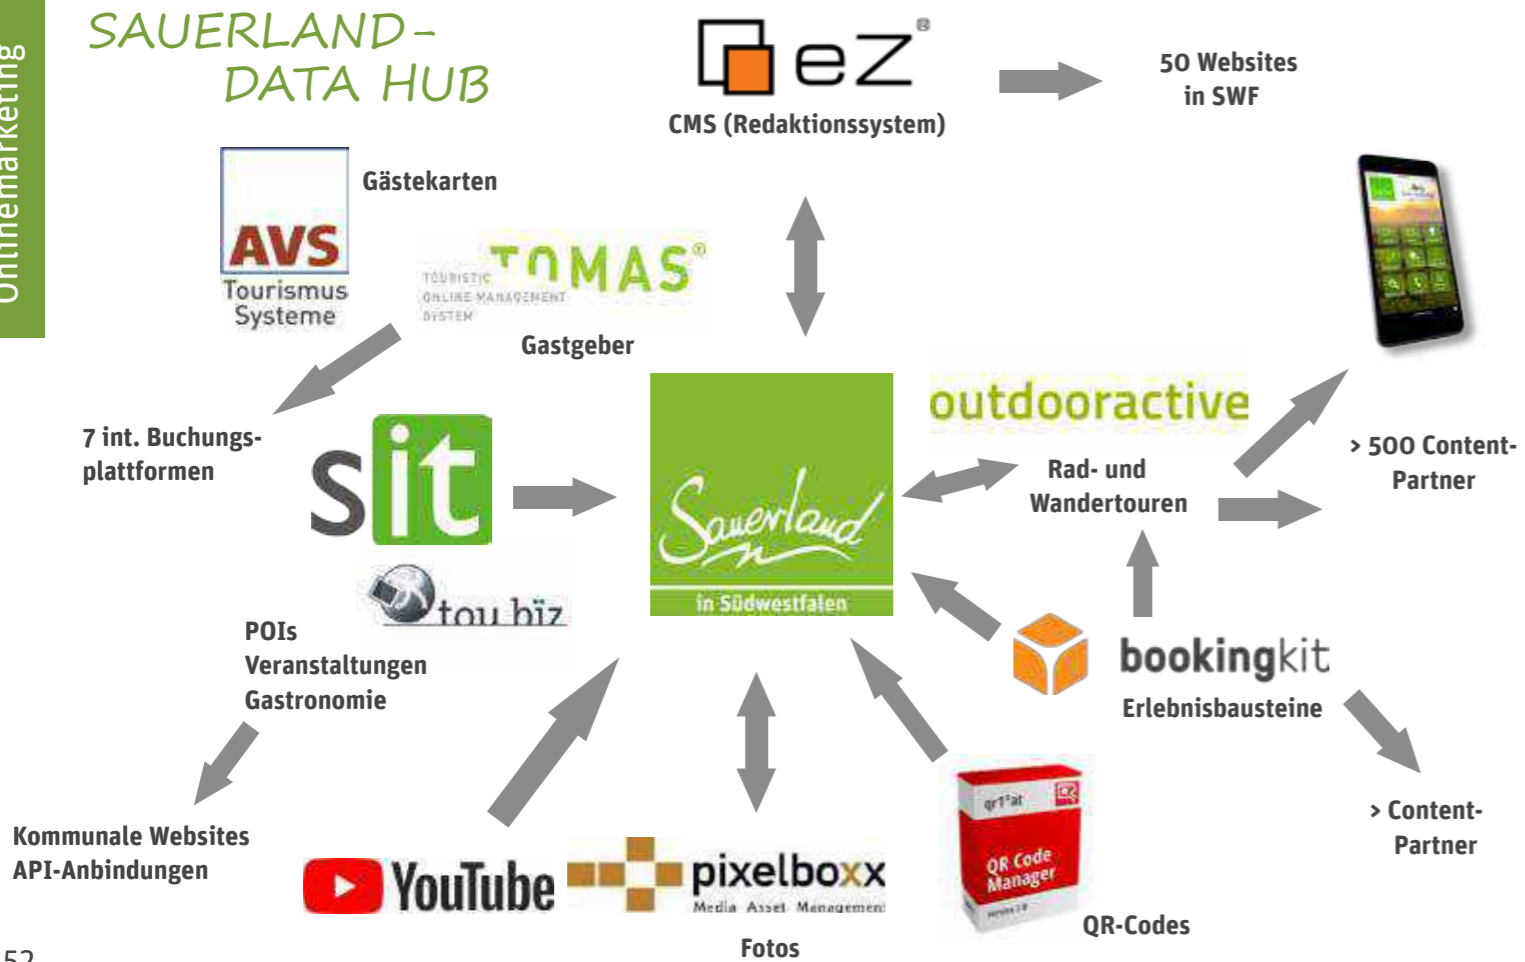 Onlinemarketing
SAUERLAND-
DATA HUB
eZ®
CMS (Redaktionssystem)
50 Websites
in SWF
AVS
Tourismus
Systeme
Gästekarten
TOMAS®
TOURISTIC
ONLINE MANAGEMENT
SYSTEM
Gastgeber
7 int. Buchungs-
plattformen
sit
tou biz
POIs
Veranstaltungen
Gastronomie
Kommunale Websites
API-Anbindungen
Sauerland
in Südwestfalen
outdooractive
Rad- und
Wandertouren
> 500 Content-
Partner
bookingkit
Erlebnisbausteine
> Content-
Partner
YouTube
pixelboxx
Media Asset Management
Fotos
qr1°at
QR Code
Manager
QR-Codes
52